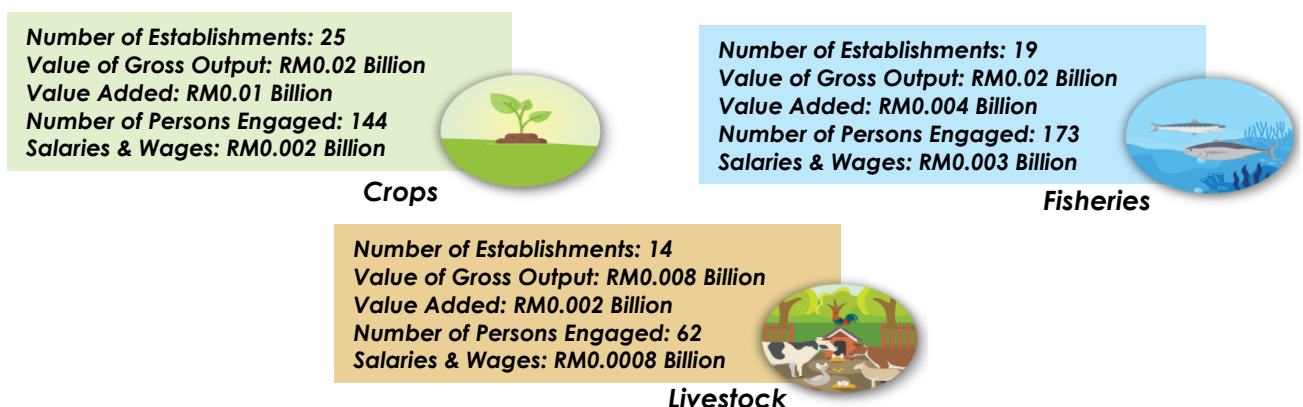 Number of Establishments: 25
Value of Gross Output: RM0.02 Billion
Value Added: RM0.01 Billion
Number of Persons Engaged: 144
Salaries & Wages: RM0.002 Billion
Crops
Number of Establishments: 19
Value of Gross Output: RM0.02 Billion
Value Added: RM0.004 Billion
Number of Persons Engaged: 173
Salaries & Wages: RM0.003 Billion
Fisheries
Number of Establishments: 14
Value of Gross Output: RM0.008 Billion
Value Added: RM0.002 Billion
Number of Persons Engaged: 62
Salaries & Wages: RM0.0008 Billion
Livestock